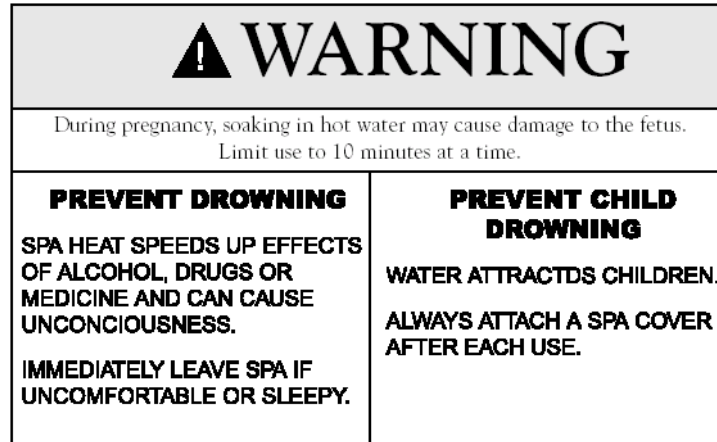 WARNING
During pregnancy, soaking in hot water may cause damage to the fetus.
Limit use to 10 minutes at a time.
PREVENT DROWNING
SPA HEAT SPEEDS UP EFFECTS
OF ALCOHOL, DRUGS OR
MEDICINE AND CAN CAUSE
UNCONCIOUSNESS.
IMMEDIATELY LEAVE SPA IF
UNCOMFORTABLE OR SLEEPY.
PREVENT CHILD
DROWNING
WATER ATTRACTDS CHILDREN.
ALWAYS ATTACH A SPA COVER
AFTER EACH USE.